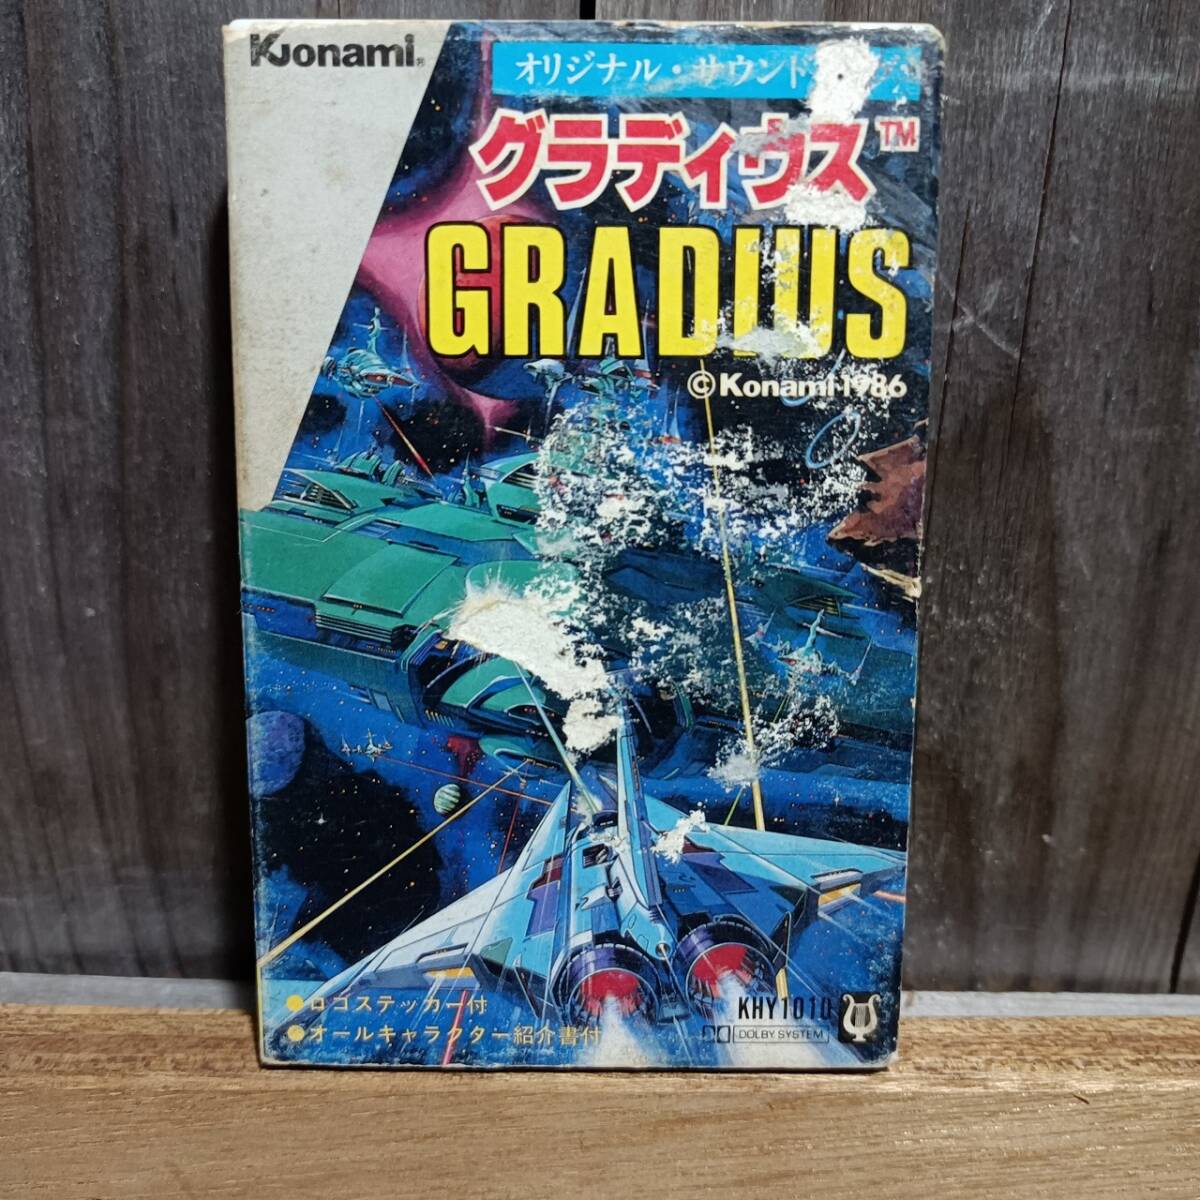 Konami®
オリジナル・サウンド
グラディウス™
GRADIUS
©Konami 1986
●ロゴステッカー付
●オールキャラクター紹介書付
KHY1010
DOLBY SYSTEM